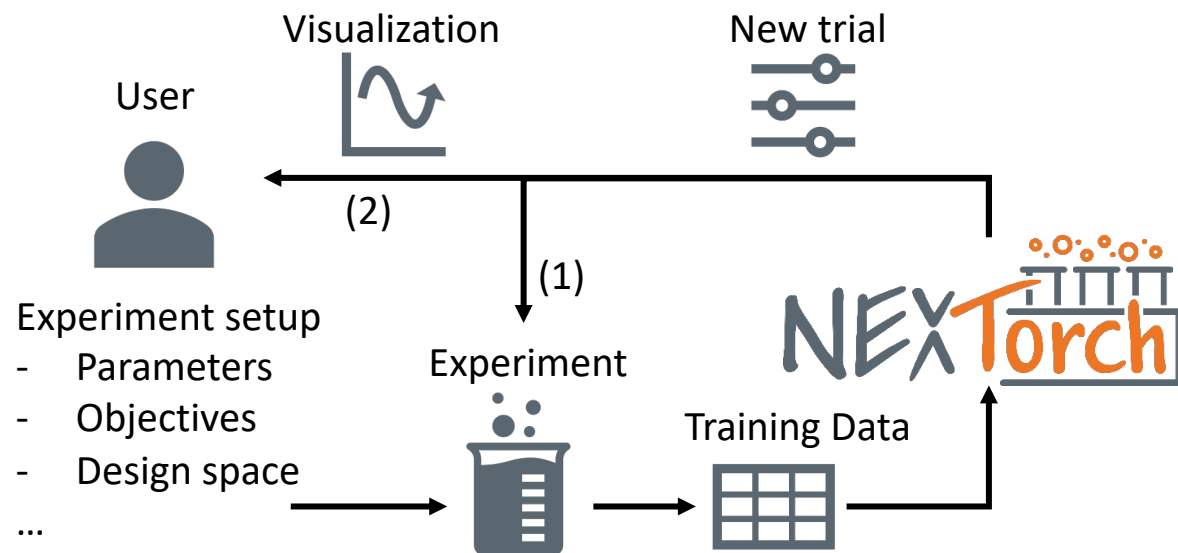 Visualization
New trial
User
(2)
(1)
Experiment setup
- Parameters
- Objectives
- Design space
...
Experiment
Training Data
NEXTorch